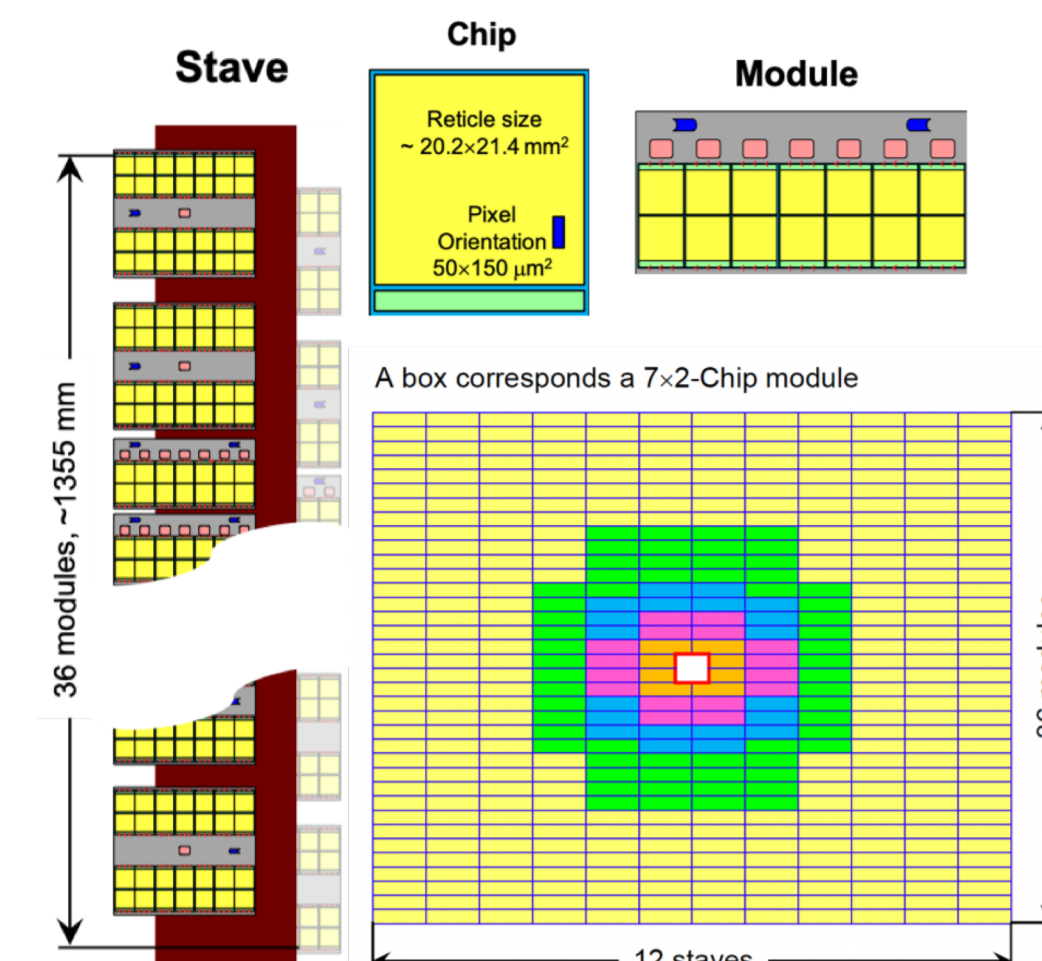 Stave
Chip
Module
Reticle size
~ 20.2×21.4 mm²
Pixel
Orientation
50×150 μm²
36 modules, ~1355 mm
A box corresponds a 7×2-Chip module
12 staves